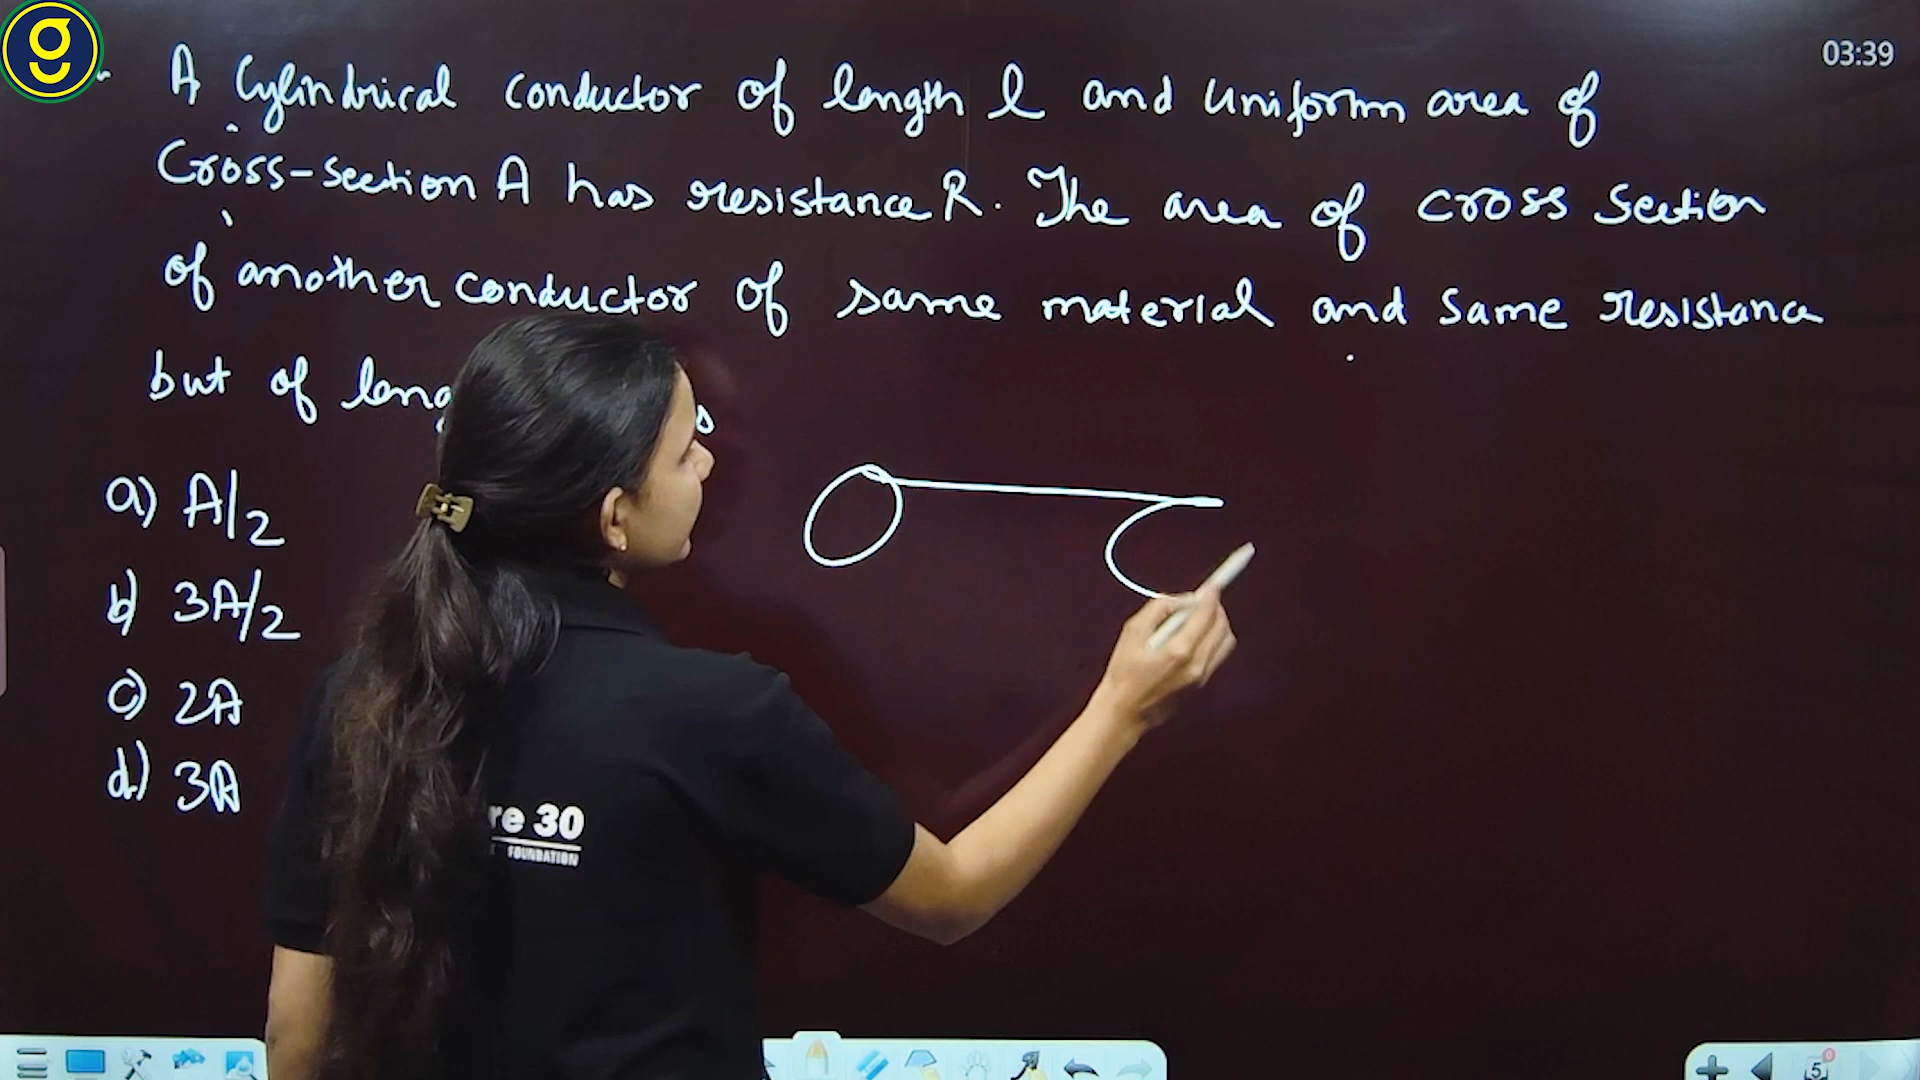 03:39
A Cylindrical conductor of length l and uniform area of
Cross-section A has resistance R. The area of cross section
of another conductor of same material and same resistance
but of
a) A/2
b) 3A/2
c) 2A
d) 3A
re 30
FOUNDATION
5